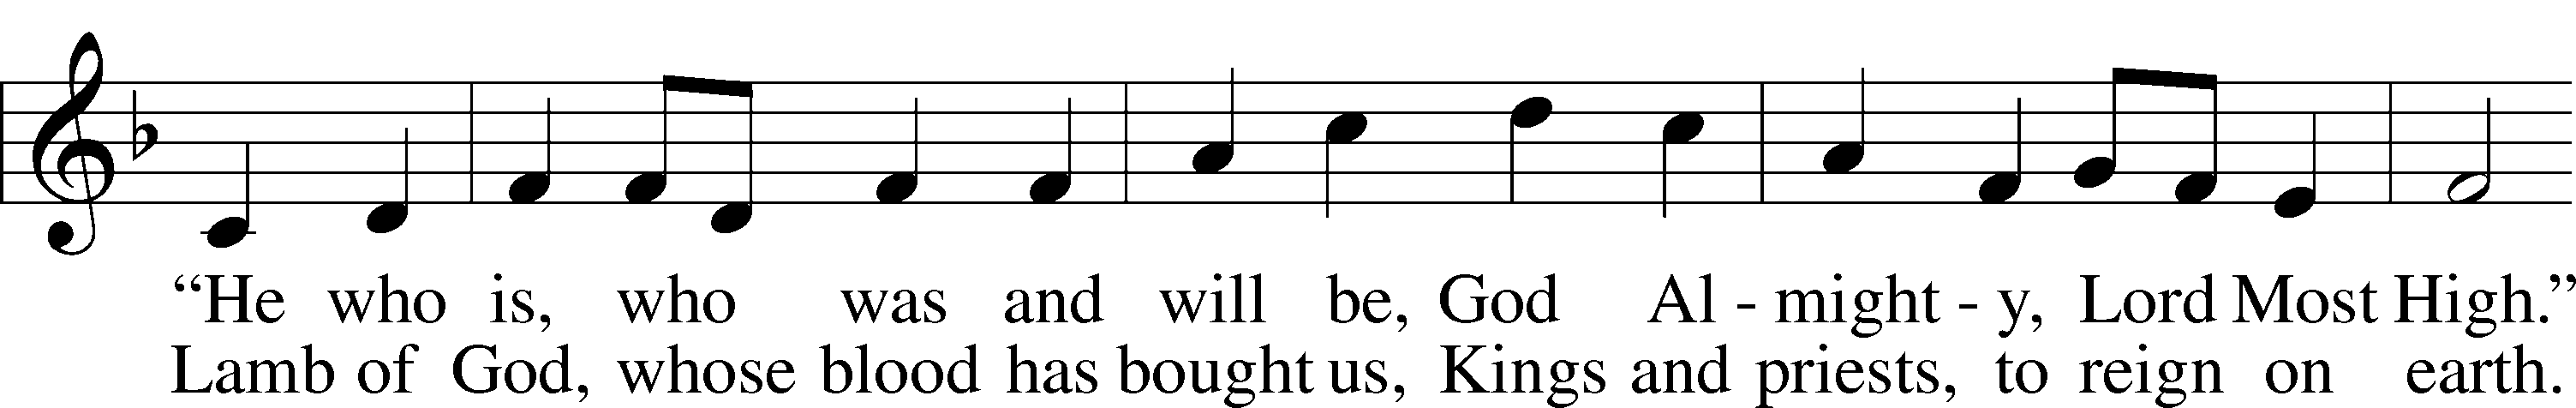 “He who is, who was and will be, God Al - might - y, Lord Most High.”
Lamb of God, whose blood has bought us, Kings and priests, to reign on earth.